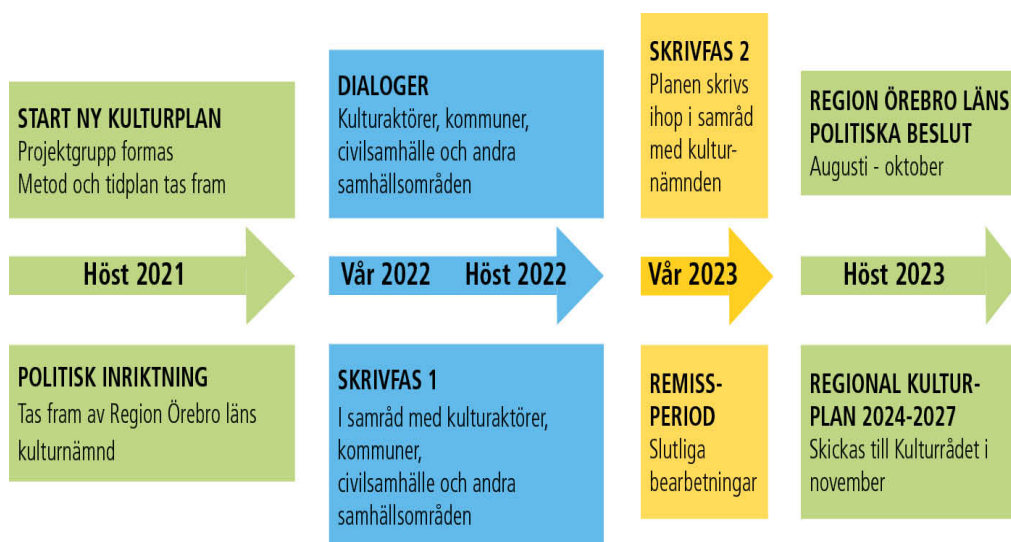 START NY KULTURPLAN
Projektgrupp formas
Metod och tidplan tas fram
DIALOGER
Kulturaktörer, kommuner,
civilsamhälle och andra
samhällsområden
SKRIVFAS 2
Planen skrivs
ihop i samråd
med kultur-
nämnden
REGION ÖREBRO LÄNS
POLITISKA BESLUT
Augusti - oktober
Höst 2021
Vår 2022
Höst 2022
Vår 2023
Höst 2023
POLITISK INRIKTNING
Tas fram av Region Örebro läns
kulturnämnd
SKRIVFAS 1
I samråd med kulturaktörer,
kommuner,
civilsamhälle och andra
samhällsområden
REMISS-
PERIOD
Slutliga
bearbetningar
REGIONAL KULTUR-
PLAN 2024-2027
Skickas till Kulturrådet i
november